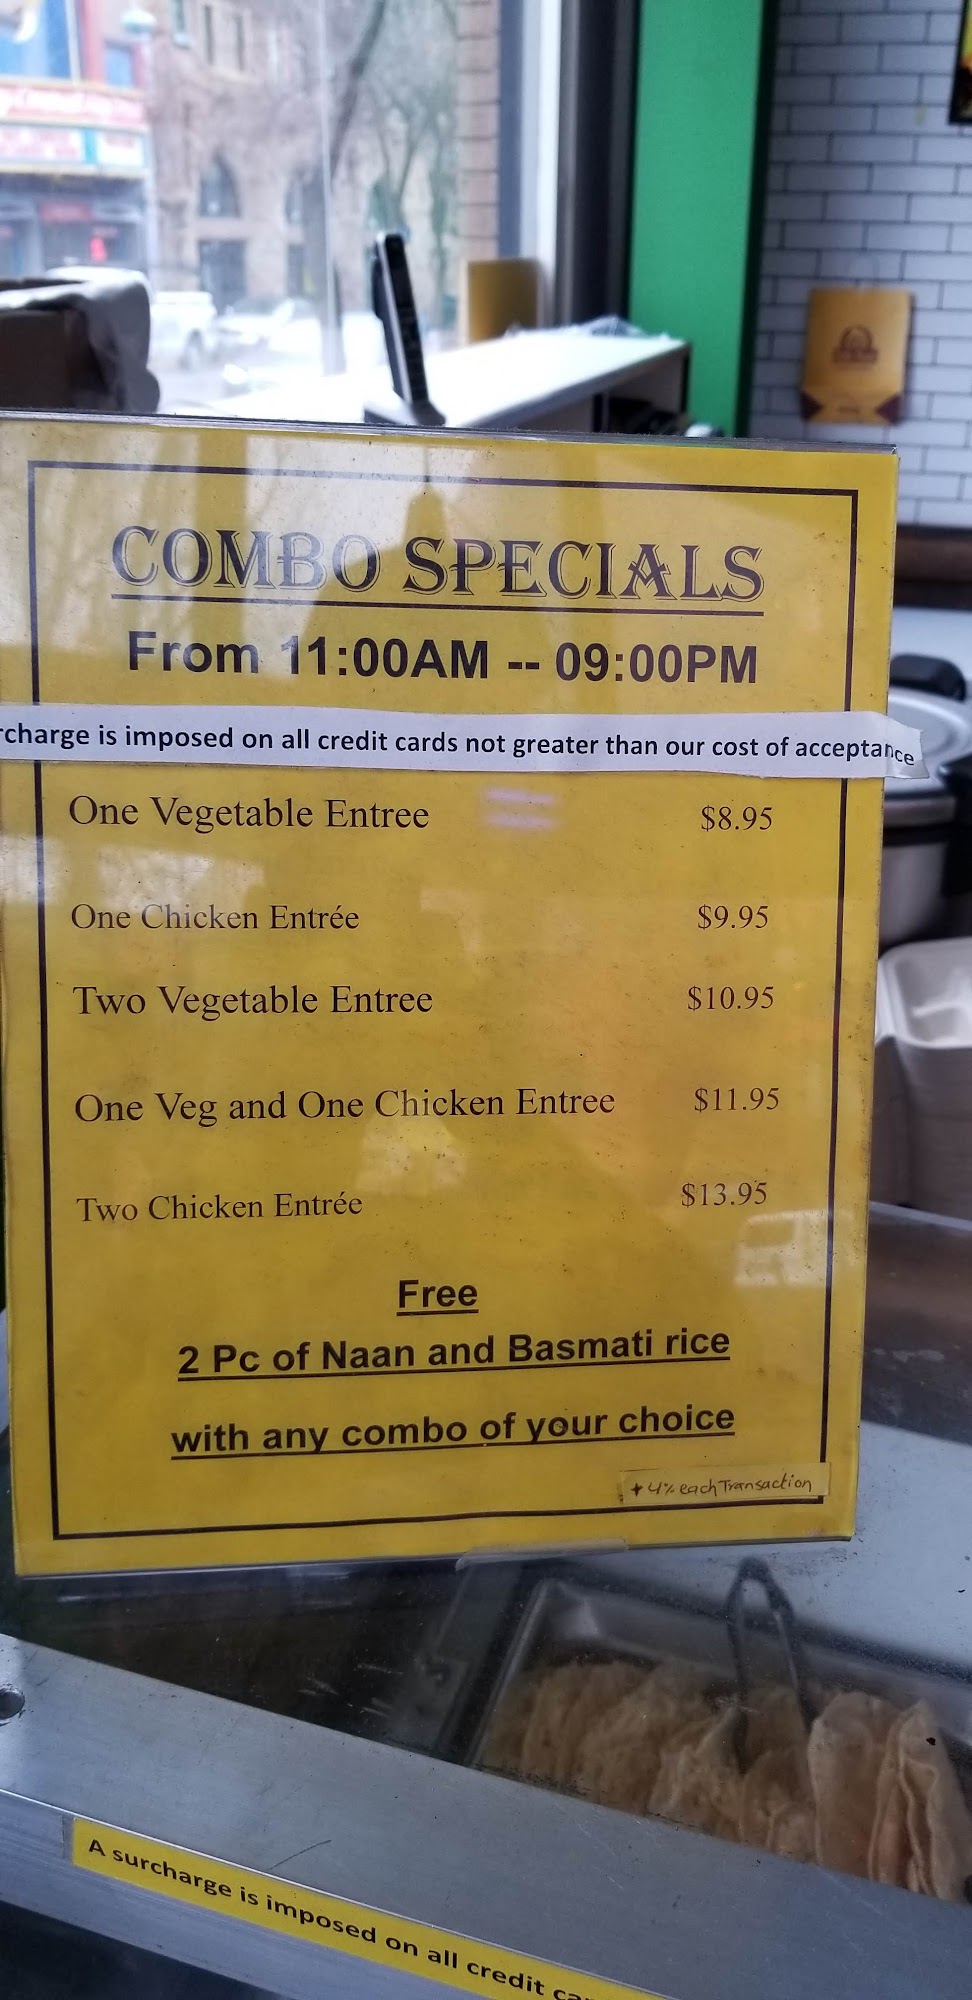 COMBO SPECIALS
From 11:00AM -- 09:00PM
rcharge is imposed on all credit cards not greater than our cost of acceptance
One Vegetable Entree $8.95
One Chicken Entrée $9.95
Two Vegetable Entree $10.95
One Veg and One Chicken Entree $11.95
Two Chicken Entrée $13.95
Free
2 Pc of Naan and Basmati rice
with any combo of your choice
+ 4% each Transaction
A surcharge is imposed on all credit ca